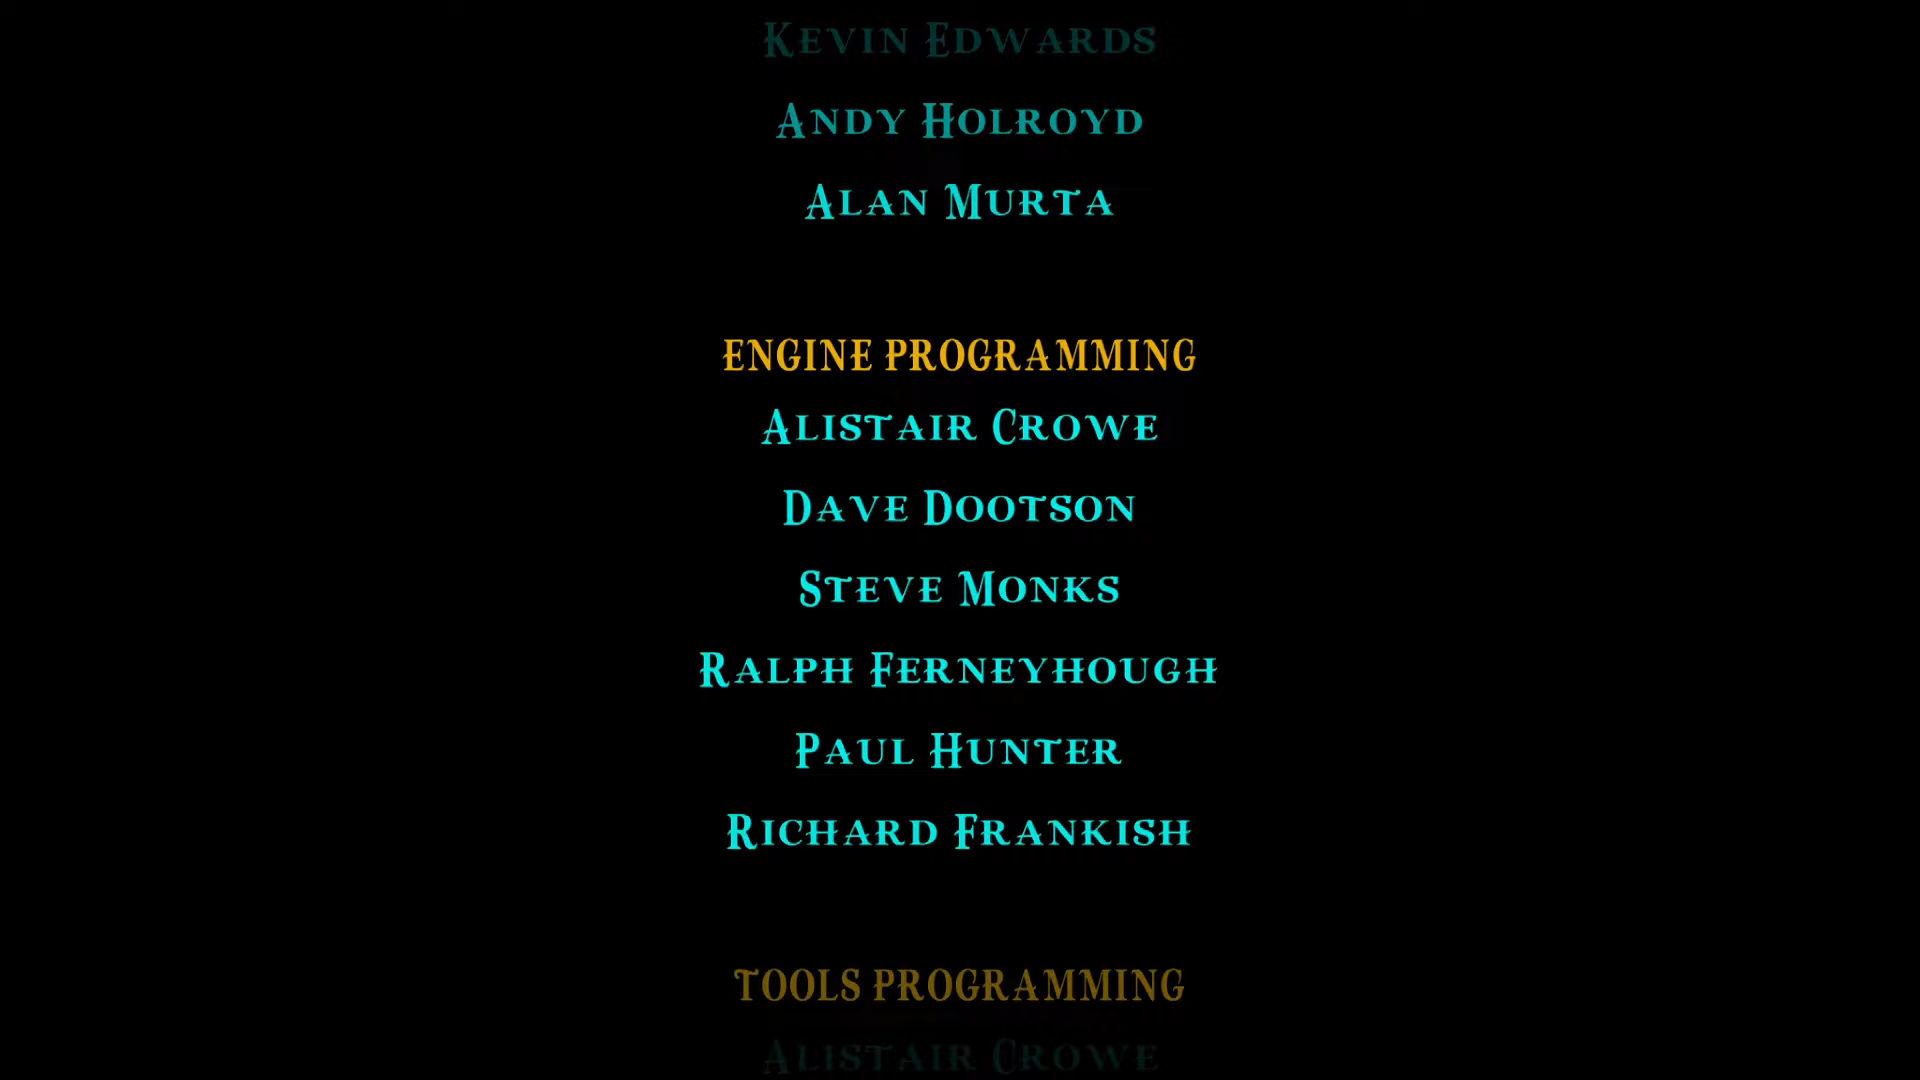 Kevin Edwards
Andy Holroyd
Alan Murta
ENGINE PROGRAMMING
Alistair Crowe
Dave Dootson
Steve Monks
Ralph Ferneyhough
Paul Hunter
Richard Frankish
TOOLS PROGRAMMING
Alistair Crowe